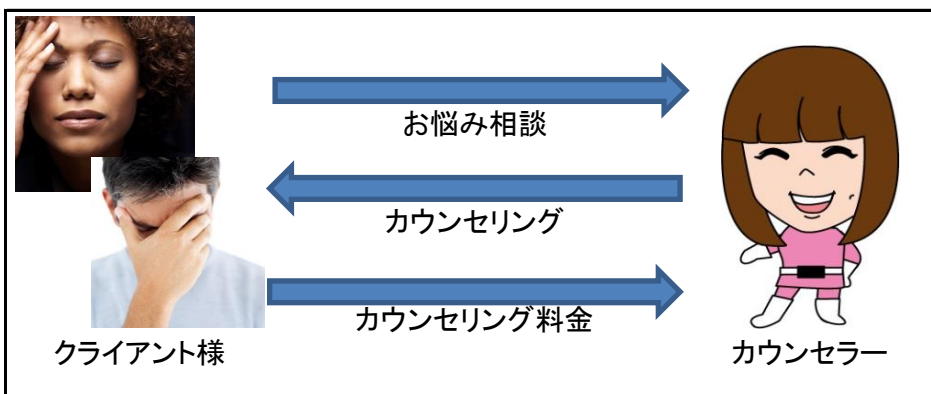 お悩み相談
カウンセリング
カウンセリング料金
クライアント様
カウンセラー